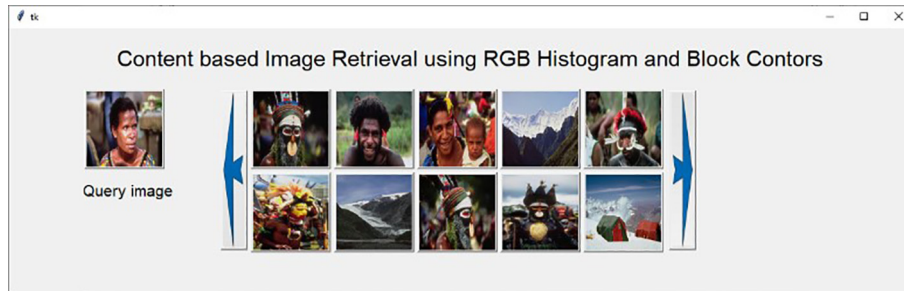 tk
Content based Image Retrieval using RGB Histogram and Block Contors
Query image